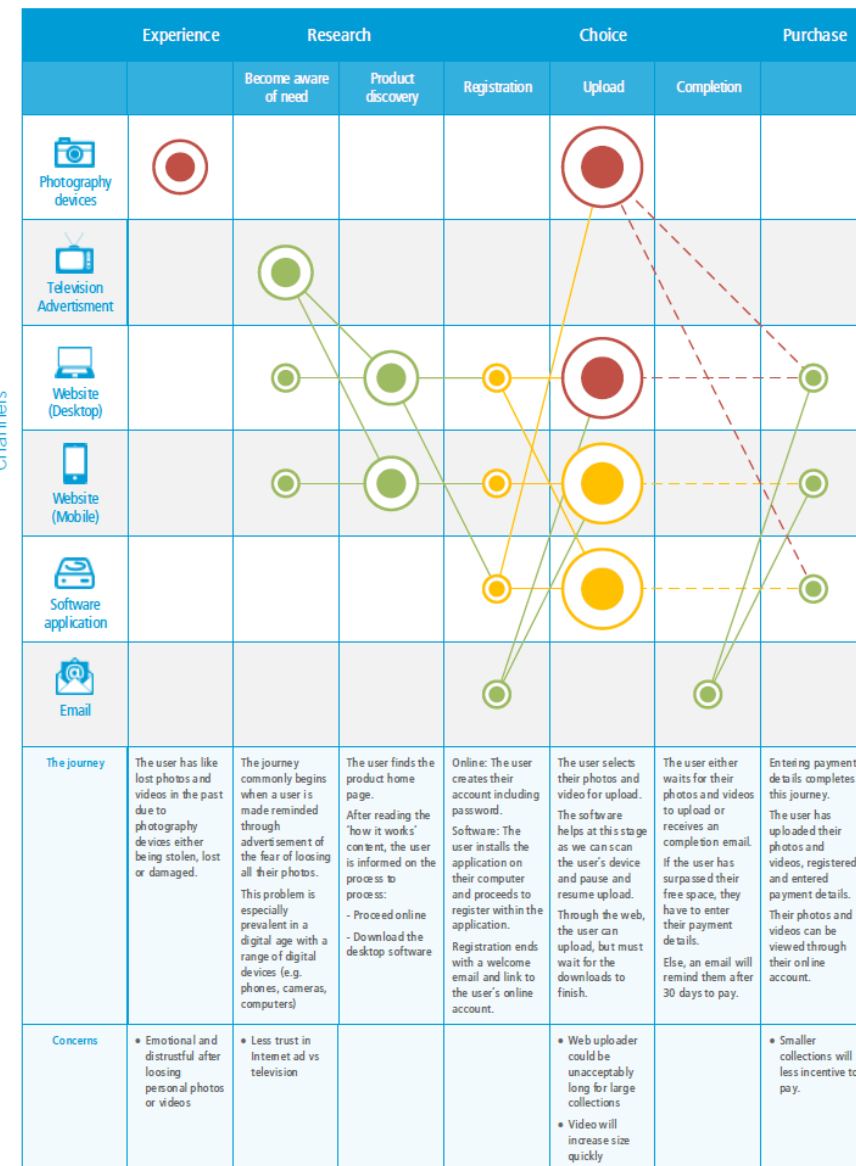 Experience
Research
Choice
Purchase
Become aware
of need
Product
discovery
Registration
Upload
Completion
Channels
Photography
devices
Television
Advertisment
Website
(Desktop)
Website
(Mobile)
Software
application
Email
The journey
The user has like
lost photos and
videos in the past
due to
photography
devices either
being stolen, lost
or damaged.
The journey
commonly begins
when a user is
made reminded
through
advertisement of
the fear of loosing
all their photos.
This problem is
especially
prevalent in a
digital age with a
range of digital
devices (e.g.
phones, cameras,
computers)
The user finds the
product home
page.
After reading the
'how it works'
content, the user
is informed on the
process to
process:
- Proceed online
- Download the
desktop software
Online: The user
creates their
account including
password.
Software: The
user installs the
application on
their computer
and proceeds to
register within the
application.
Registration ends
with a welcome
email and link to
the user's online
account.
The user selects
their photos and
video for upload.
The software
helps at this stage
as we can scan
the user's device
and pause and
resume upload.
Through the web,
the user can
upload, but must
wait for the
downloads to
finish.
The user either
waits for their
photos and videos
to upload or
receives an
completion email.
If the user has
surpassed their
free space, they
have to enter
their payment
details.
Else, an email will
remind them after
30 days to pay.
Entering payment
details completes
this journey.
The user has
uploaded their
photos and
videos, registered
and entered
payment details.
Their photos and
videos can be
viewed through
their online
account.
Concerns
• Emotional and
distrustful after
loosing
personal photos
or videos
• Less trust in
Internet ad vs
television
• Web uploader
could be
unacceptably
long for large
collections
• Video will
increase size
quickly
• Smaller
collections will
less incentive to
pay.